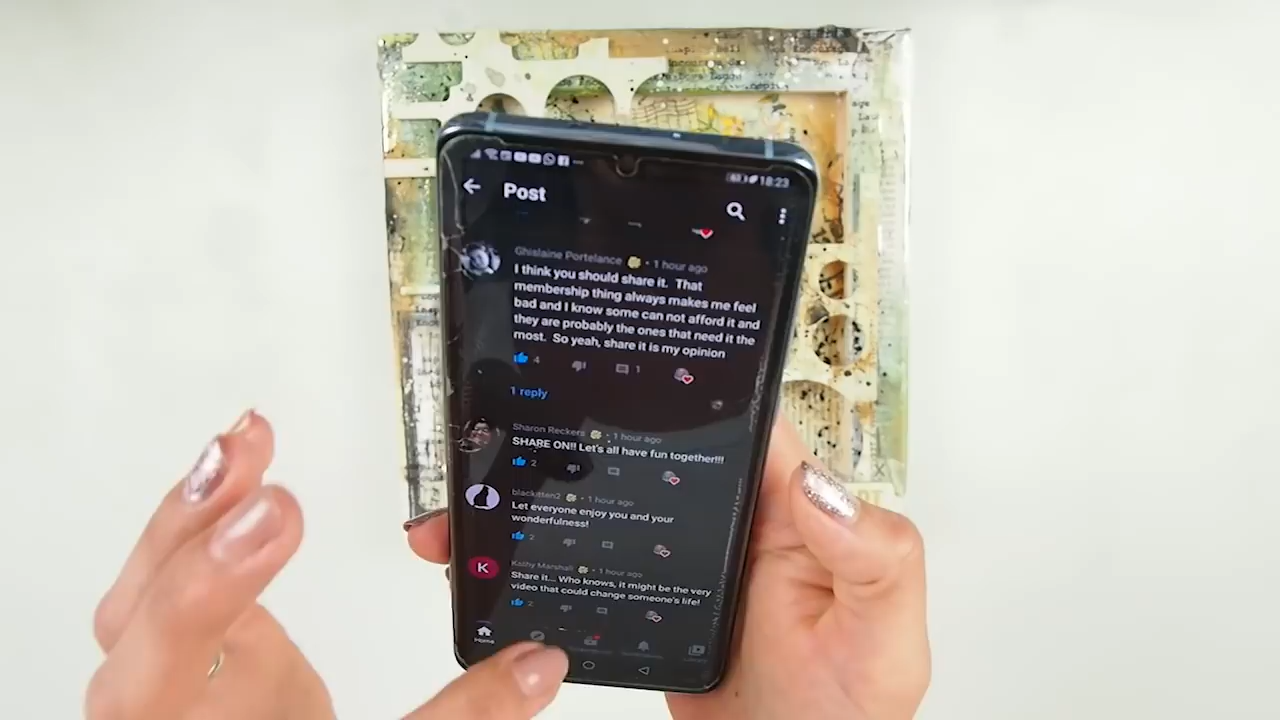 18:23
Post
Ghislaine Portelance • 1 hour ago
I think you should share it. That
membership thing always makes me feel
bad and I know some can not afford it and
they are probably the ones that need it the
most. So yeah, share it is my opinion
4
1
1 reply
Sharon Reckers • 1 hour ago
SHARE ON!! Let's all have fun together!!!
2
blackitten2 • 1 hour ago
Let everyone enjoy you and your
wonderfulness!
2
K
Kathy Marshall • 1 hour ago
Share it... Who knows, it might be the very
video that could change someone's life!
2
Home
Library